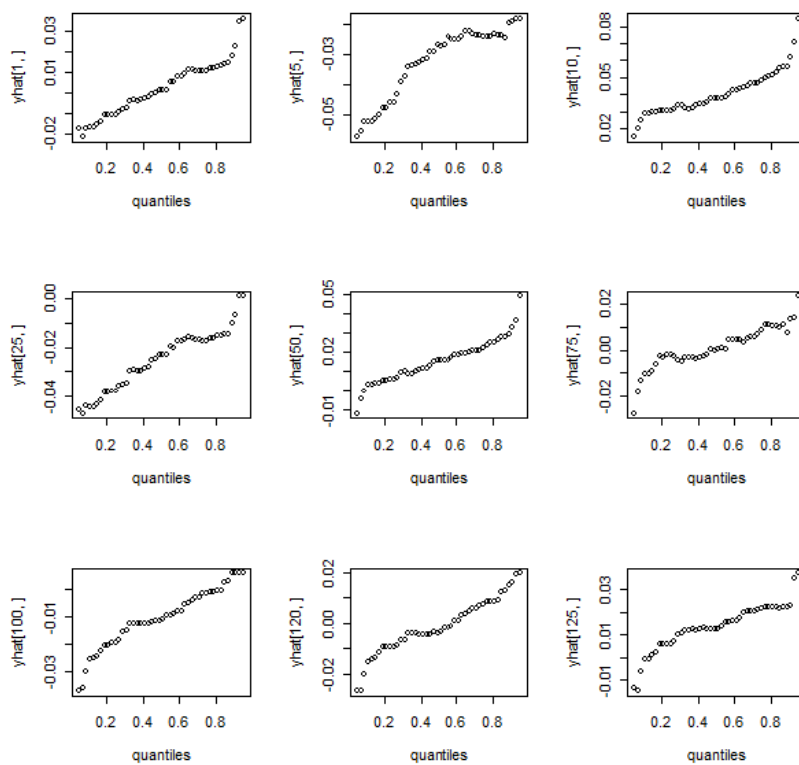 yhat[1, ]
-0.02 0.01 0.03
0.2 0.4 0.6 0.8
quantiles
yhat[5, ]
-0.05 -0.03
0.2 0.4 0.6 0.8
quantiles
yhat[10, ]
0.02 0.05 0.08
0.2 0.4 0.6 0.8
quantiles
yhat[25, ]
-0.04 -0.02 0.00
0.2 0.4 0.6 0.8
quantiles
yhat[50, ]
-0.01 0.02 0.05
0.2 0.4 0.6 0.8
quantiles
yhat[75, ]
-0.02 0.00 0.02
0.2 0.4 0.6 0.8
quantiles
yhat[100, ]
-0.03 -0.01
0.2 0.4 0.6 0.8
quantiles
yhat[120, ]
-0.02 0.00 0.02
0.2 0.4 0.6 0.8
quantiles
yhat[125, ]
-0.01 0.01 0.03
0.2 0.4 0.6 0.8
quantiles